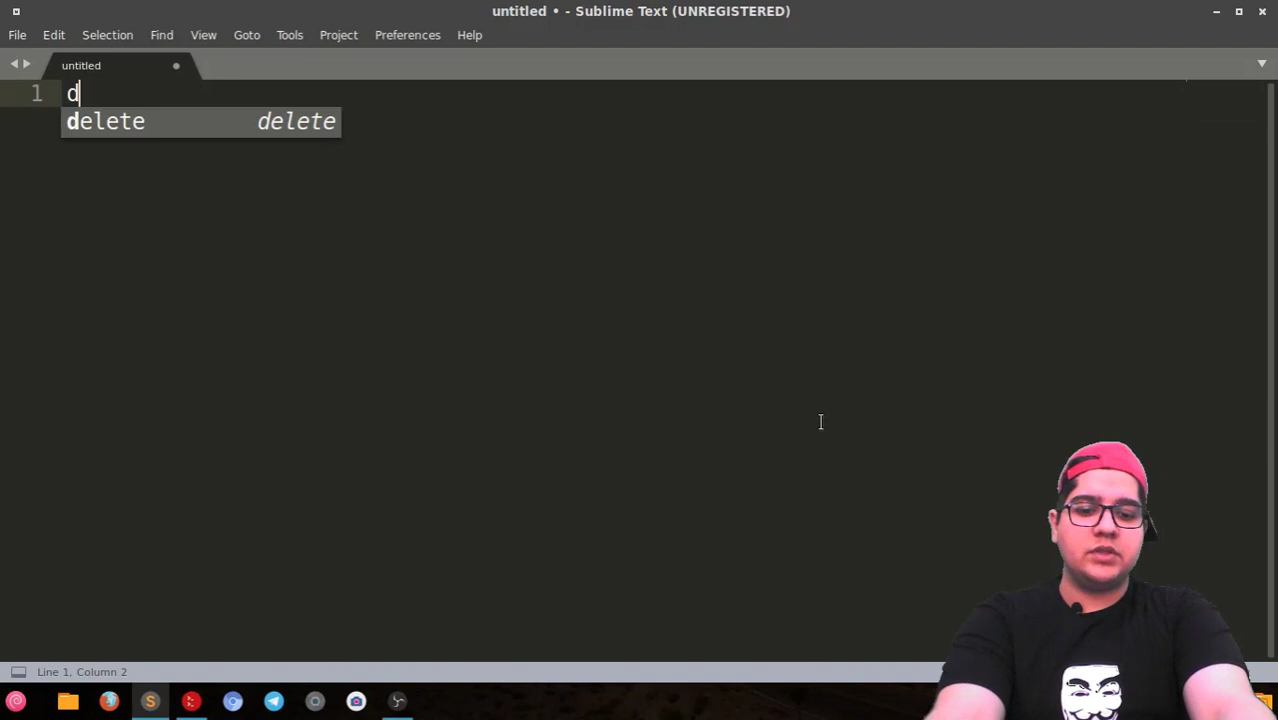 untitled • - Sublime Text (UNREGISTERED)
File Edit Selection Find View Goto Tools Project Preferences Help
untitled
1 d
delete delete
Line 1, Column 2